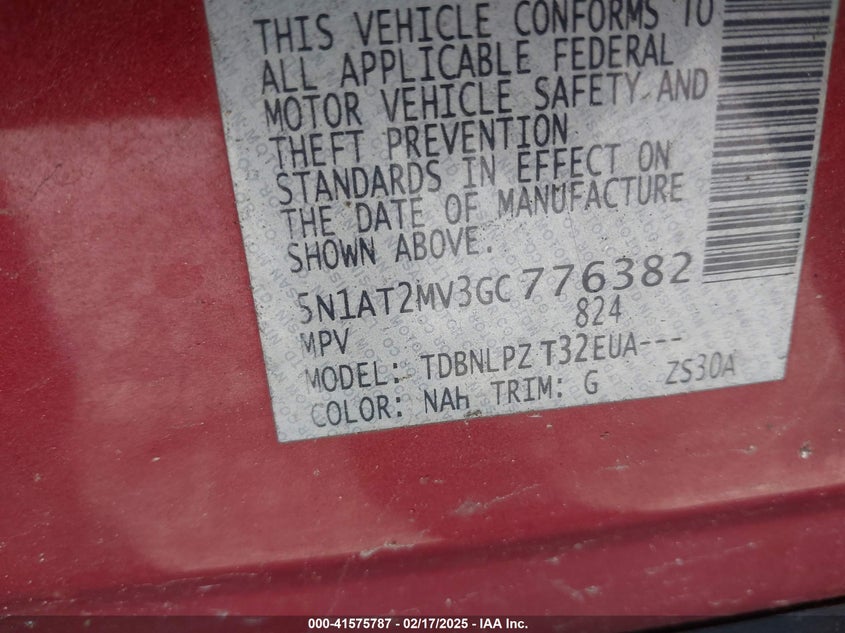 THIS VEHICLE CONFORMS TO
ALL APPLICABLE FEDERAL
MOTOR VEHICLE SAFETY AND
THEFT PREVENTION
STANDARDS IN EFFECT ON
THE DATE OF MANUFACTURE
SHOWN ABOVE.
5N1AT2MV3GC776382
MPV 824
MODEL: TDBNLPZ T32EUA---
COLOR: NAH TRIM: G ZS30A
000-41575787 - 02/17/2025 - IAA Inc.